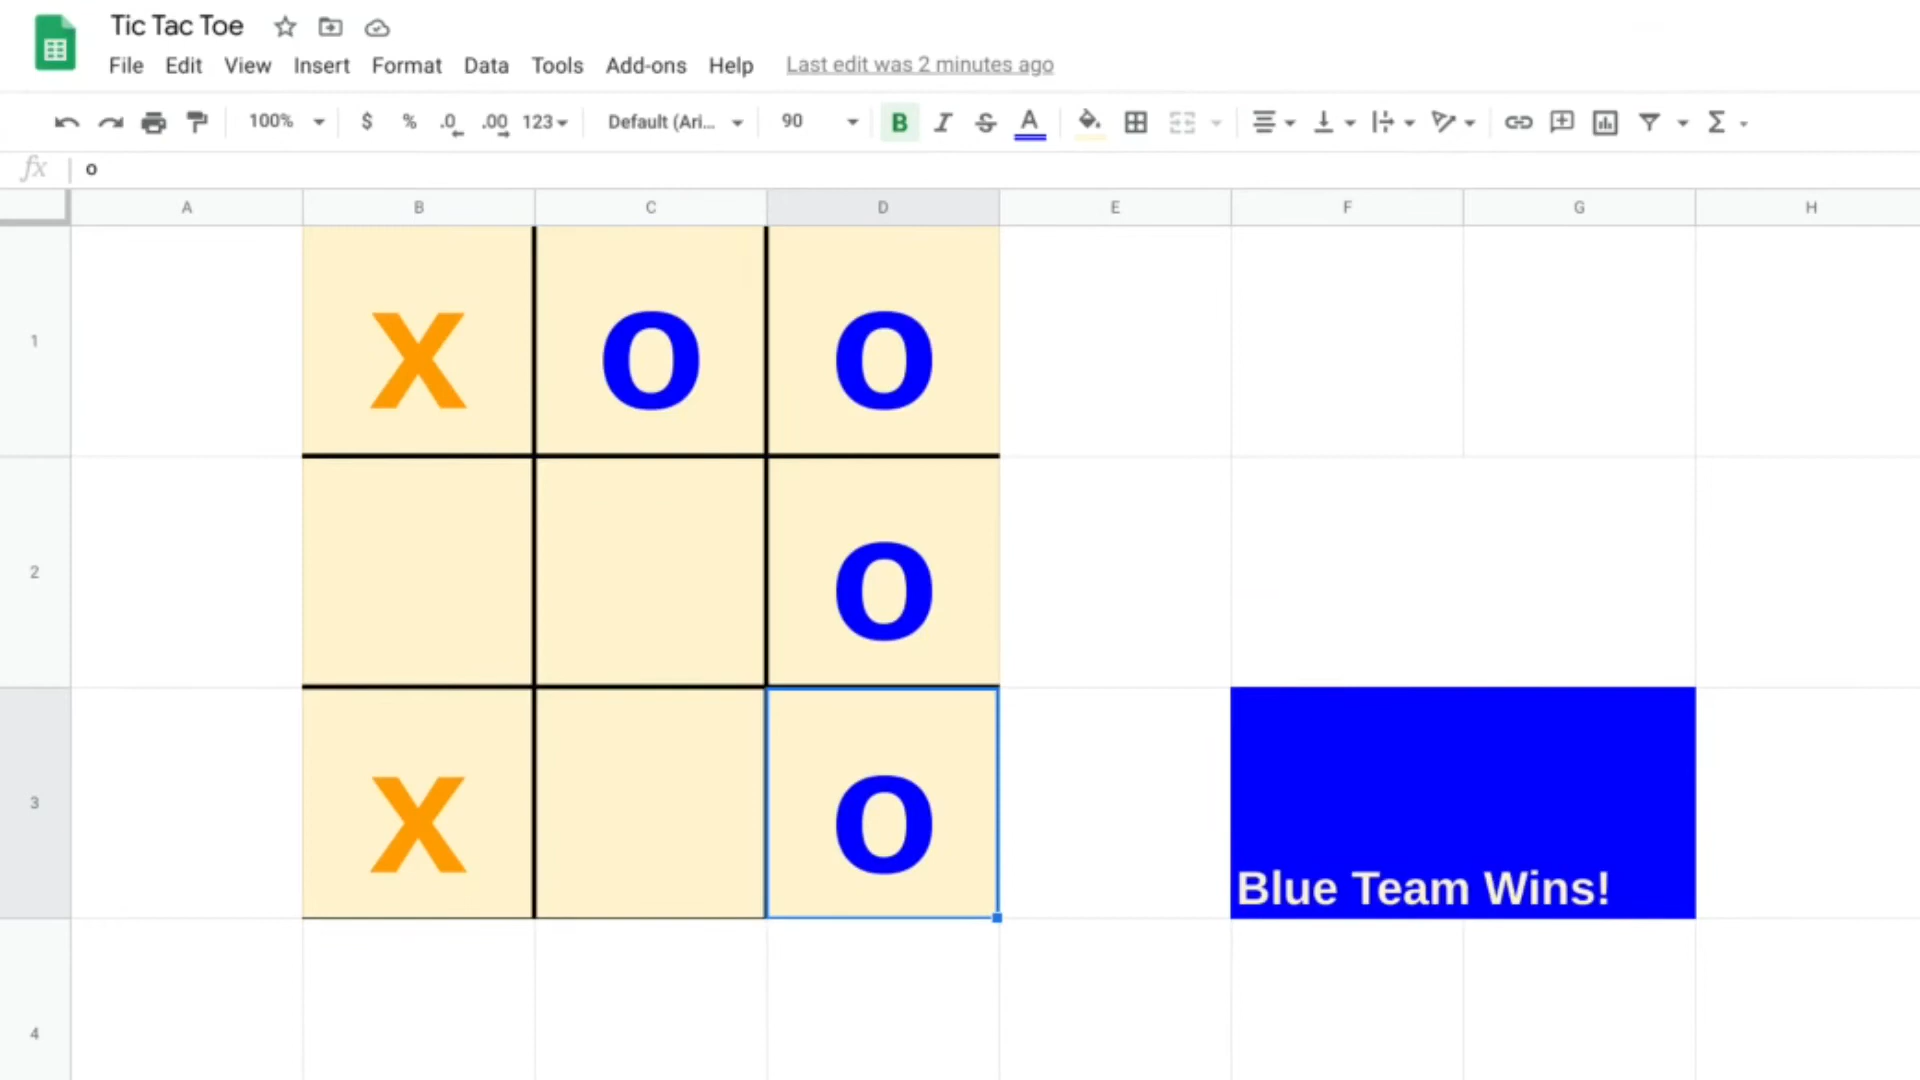 Tic Tac Toe
File Edit View Insert Format Data Tools Add-ons Help Last edit was 2 minutes ago
100% $ % .0 .00 123 Default (Ari... 90 B I S A Σ
fx o
A B C D E F G H
1 X O O
2 O
3 X O
Blue Team Wins!
4